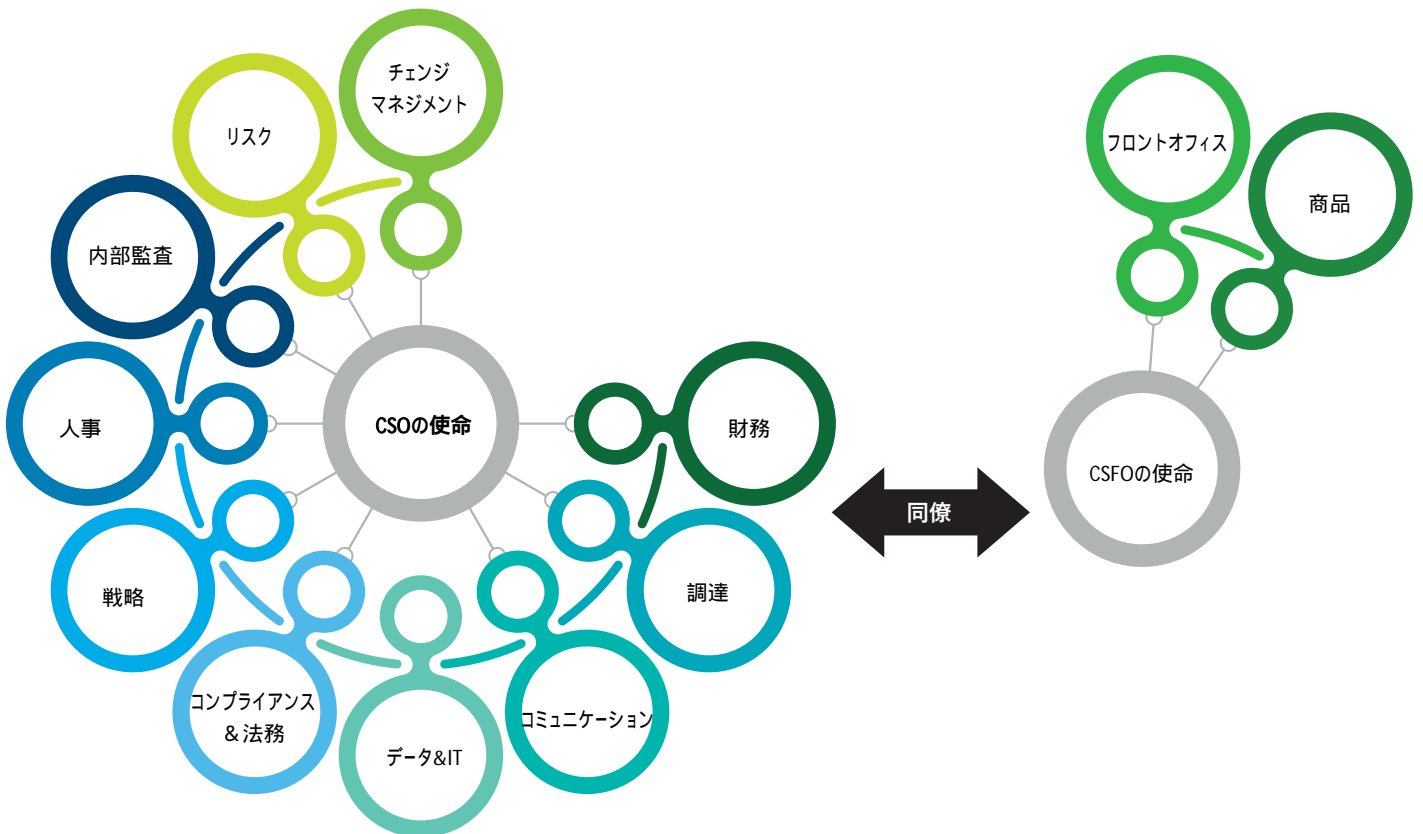 チェンジ
マネジメント
リスク
内部監査
人事
戦略
コンプライアンス
&法務
データ&IT
コミュニケーション
調達
財務
CSOの使命
同僚
フロントオフィス
商品
CSFOの使命